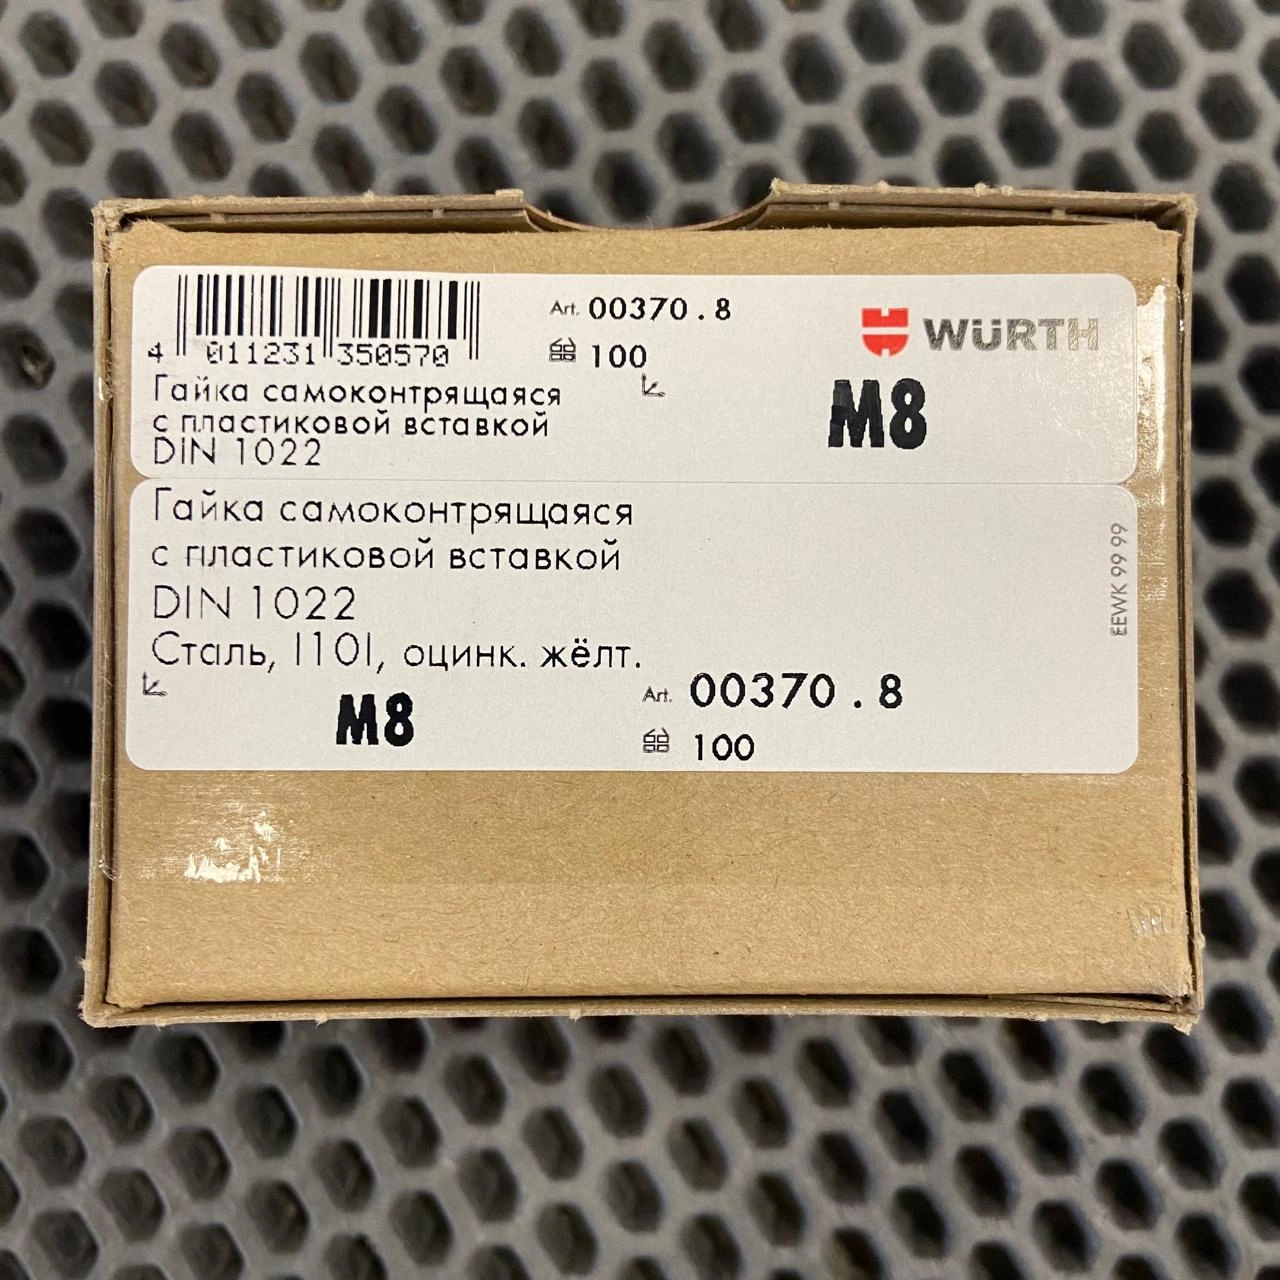 Art. 00370 . 8
WÜRTH
4 011231 350570
100
Гайка самоконтрящаяся
с пластиковой вставкой
DIN 1022
M8
Гайка самоконтрящаяся
с пластиковой вставкой
DIN 1022
Сталь, I10I, оцинк. жёлт.
EEWK 99 99
M8
Art. 00370 . 8
100